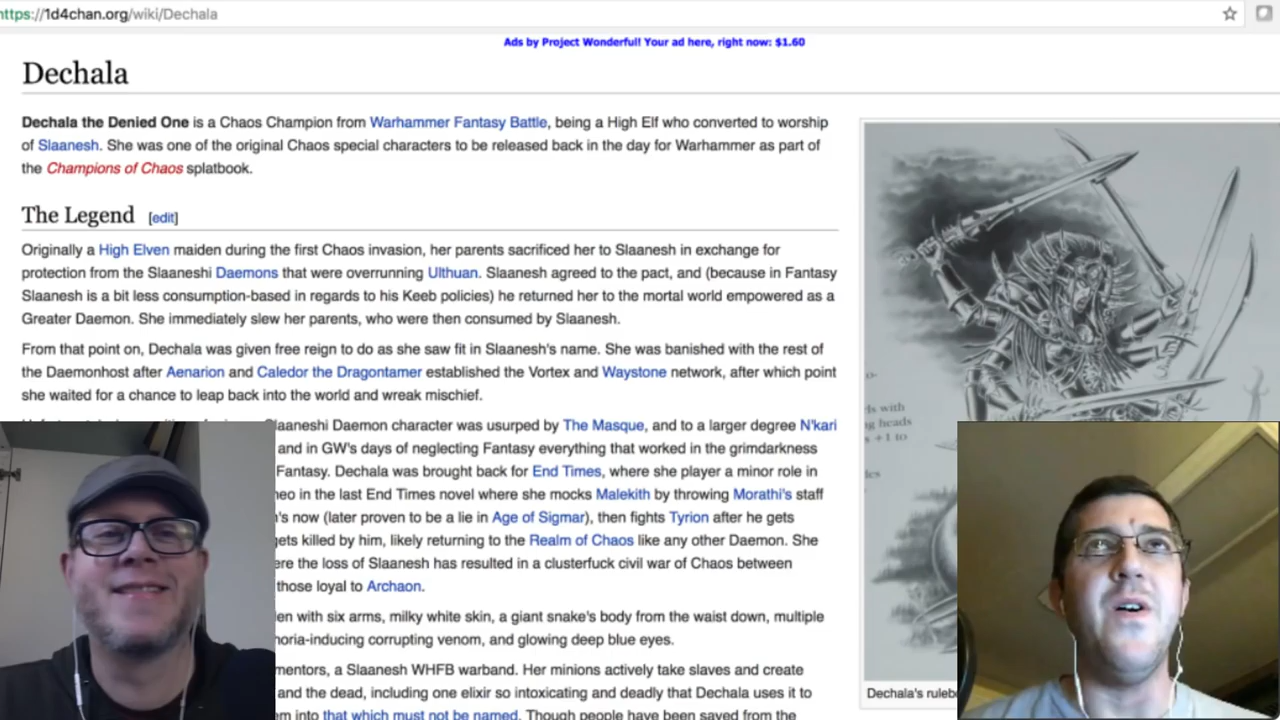 https://1d4chan.org/wiki/Dechala
Ads by Project Wonderful! Your ad here, right now: $1.60
Dechala
Dechala the Denied One is a Chaos Champion from Warhammer Fantasy Battle, being a High Elf who converted to worship
of Slaanesh. She was one of the original Chaos special characters to be released back in the day for Warhammer as part of
the Champions of Chaos splatbook.
The Legend [edit]
Originally a High Elven maiden during the first Chaos invasion, her parents sacrificed her to Slaanesh in exchange for
protection from the Slaaneshi Daemons that were overrunning Ulthuan. Slaanesh agreed to the pact, and (because in Fantasy
Slaanesh is a bit less consumption-based in regards to his Keeb policies) he returned her to the mortal world empowered as a
Greater Daemon. She immediately slew her parents, who were then consumed by Slaanesh.
From that point on, Dechala was given free reign to do as she saw fit in Slaanesh's name. She was banished with the rest of
the Daemonhost after Aenarion and Caledor the Dragontamer established the Vortex and Waystone network, after which point
she waited for a chance to leap back into the world and wreak mischief.
Slaaneshi Daemon character was usurped by The Masque, and to a larger degree N'kari
and in GW's days of neglecting Fantasy everything that worked in the grimdarkness
Fantasy. Dechala was brought back for End Times, where she player a minor role in
in the last End Times novel where she mocks Malekith by throwing Morathi's staff
's now (later proven to be a lie in Age of Sigmar), then fights Tyrion after he gets
gets killed by him, likely returning to the Realm of Chaos like any other Daemon. She
the loss of Slaanesh has resulted in a clusterfuck civil war of Chaos between
those loyal to Archaon.
with six arms, milky white skin, a giant snake's body from the waist down, multiple
-inducing corrupting venom, and glowing deep blue eyes.
mentors, a Slaanesh WHFB warband. Her minions actively take slaves and create
and the dead, including one elixir so intoxicating and deadly that Dechala uses it to
into that which must not be named. Though people have been saved from the
with
heads
+1 to
Dechala's